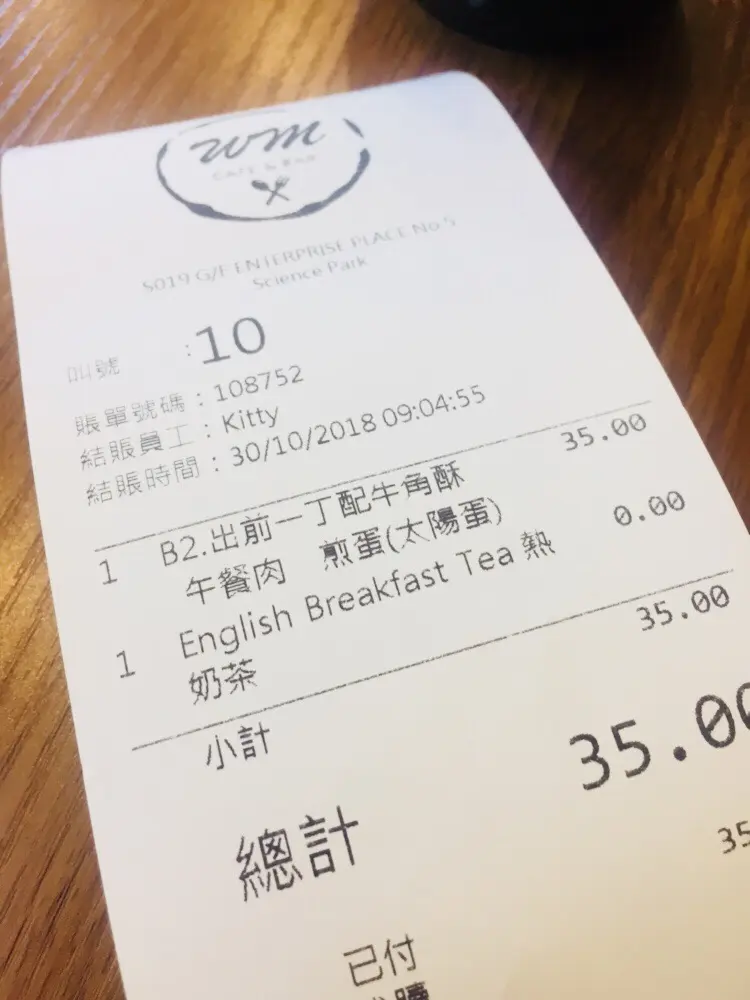 wm
CAFE & BAR
S019 G/F ENTERPRISE PLACE No 5
Science Park
叫號 : 10
賬單號碼 : 108752
結賬員工 : Kitty
結賬時間 : 30/10/2018 09:04:55
1 B2.出前一丁配牛角酥 35.00
午餐肉 煎蛋(太陽蛋)
1 English Breakfast Tea 熱 0.00
奶茶
小計 35.00
總計 35.00
已付 35